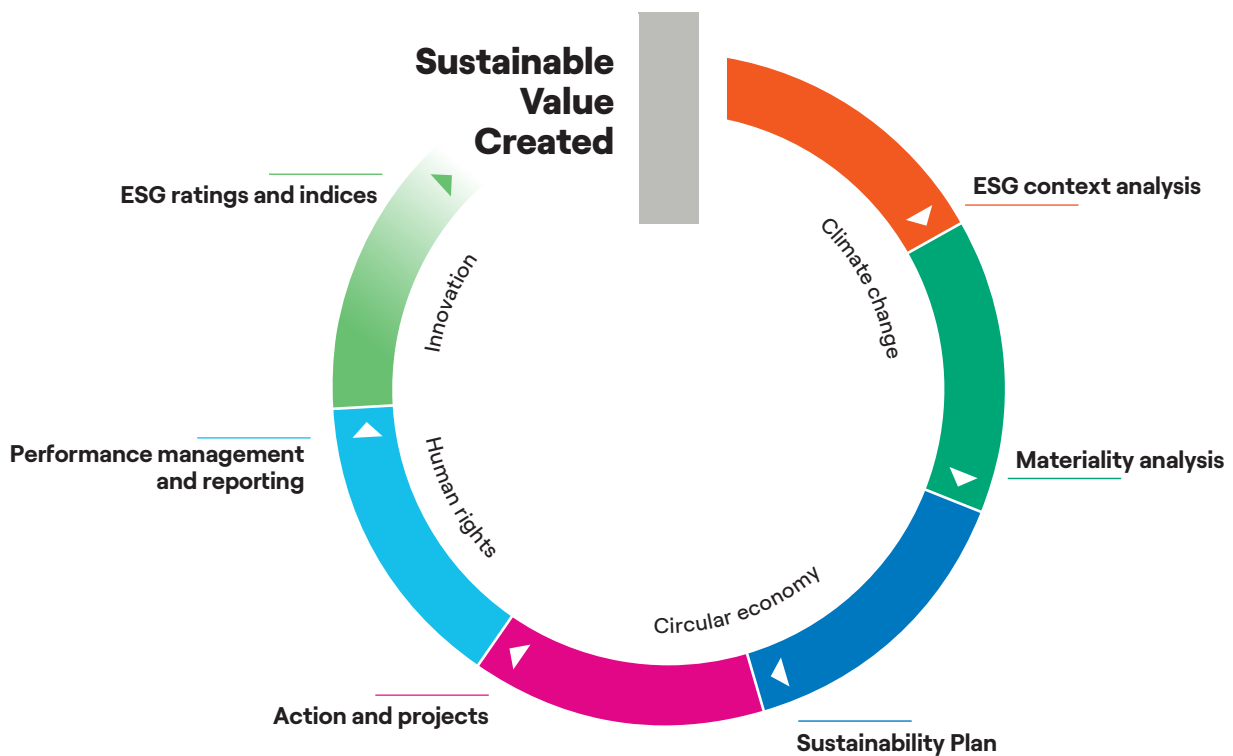 Sustainable
Value
Created
ESG context analysis
Materiality analysis
Sustainability Plan
Action and projects
Performance management
and reporting
ESG ratings and indices
Climate change
Circular economy
Human rights
Innovation